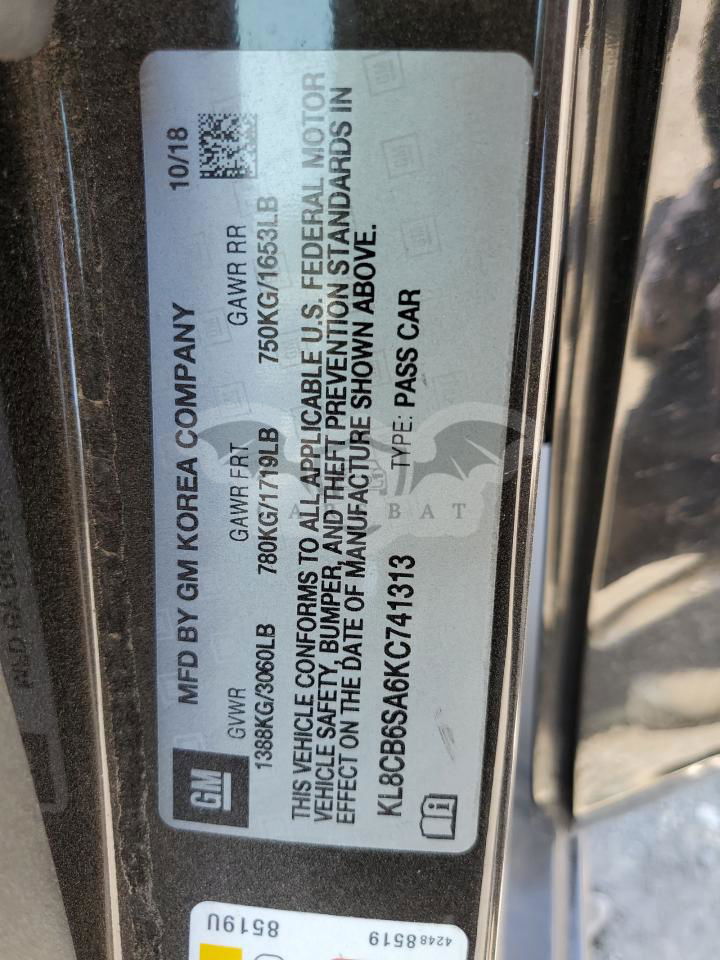 MFD BY GM KOREA COMPANY 10/18
GM
GVWR GAWR FRT GAWR RR
1388KG/3060LB 780KG/1719LB 750KG/1653LB
THIS VEHICLE CONFORMS TO ALL APPLICABLE U.S. FEDERAL MOTOR
VEHICLE SAFETY, BUMPER, AND THEFT PREVENTION STANDARDS IN
EFFECT ON THE DATE OF MANUFACTURE SHOWN ABOVE.
KL8CB6SA6KC741313 TYPE: PASS CAR
8519U
42488519